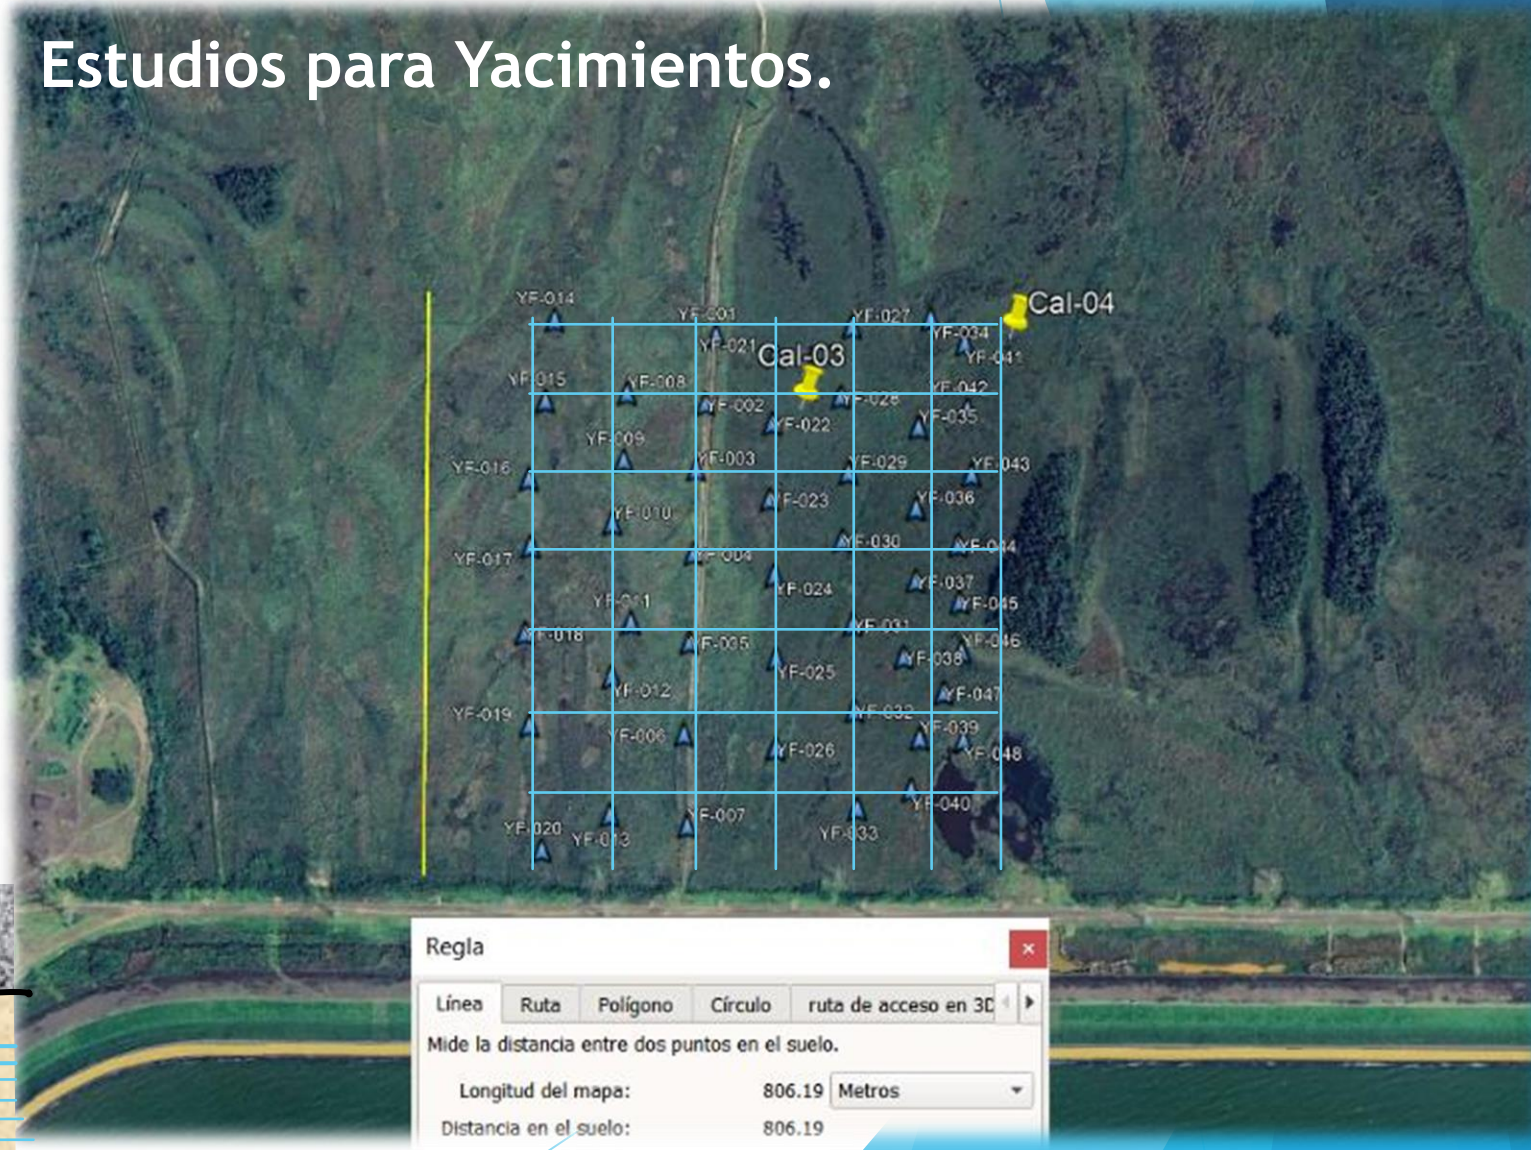 Estudios para Yacimientos.
YF-014
YF-001
YF-027
Cal-04
YF-034
YF-021
Cal-03
YF-041
YF-015
YF-008
YF-042
YF-002
YF-028
YF-035
YF-022
YF-009
YF-003
YF-029
YF-043
YF-016
YF-023
YF-036
YF-010
YF-030
YF-044
YF-004
YF-017
YF-024
YF-037
YF-011
YF-045
YF-018
YF-031
YF-005
YF-046
YF-038
YF-025
YF-012
YF-047
YF-019
YF-032
YF-006
YF-039
YF-026
YF-048
YF-040
YF-007
YF-020
YF-013
YF-033
Regla
Línea Ruta Polígono Círculo ruta de acceso en 3D
Mide la distancia entre dos puntos en el suelo.
Longitud del mapa: 806.19 Metros
Distancia en el suelo: 806.19